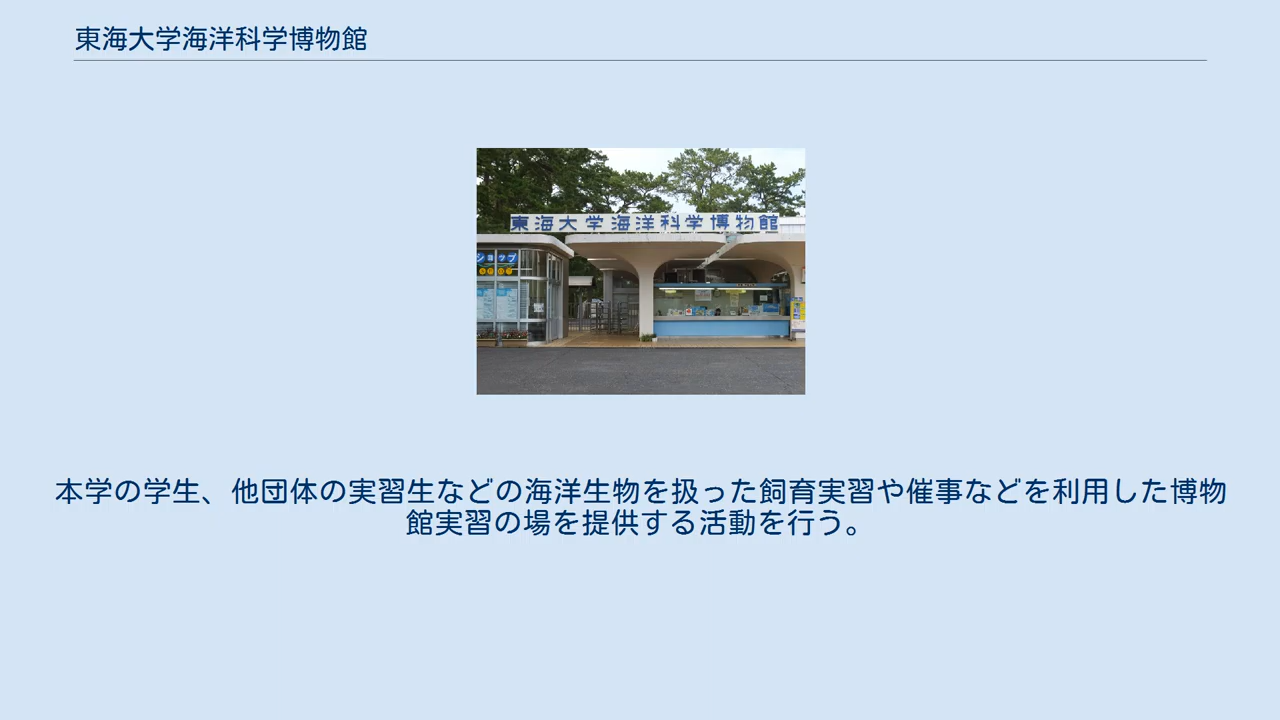 東海大学海洋科学博物館
東海大学海洋科学博物館
ショップ
本学の学生、他団体の実習生などの海洋生物を扱った飼育実習や催事などを利用した博物
館実習の場を提供する活動を行う。